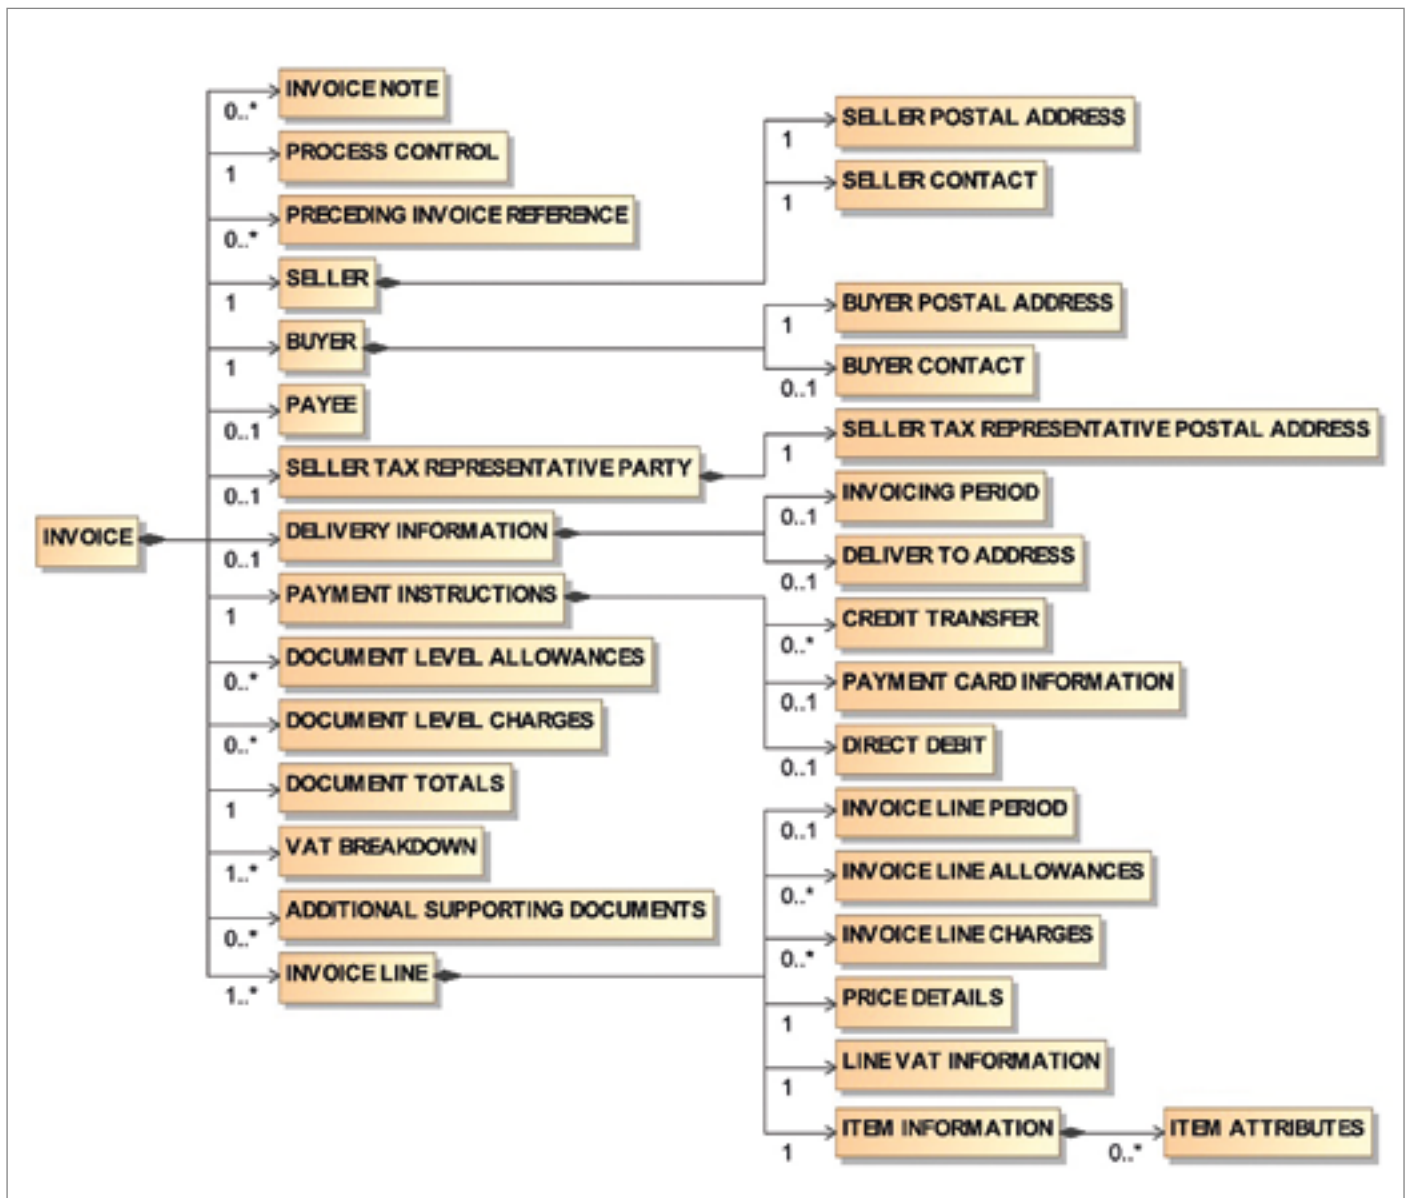 INVOICE
INVOICE NOTE
0..*
PROCESS CONTROL
1
PRECEDING INVOICE REFERENCE
0..*
SELLER
1
BUYER
1
PAYEE
0..1
SELLER TAX REPRESENTATIVE PARTY
0..1
DELIVERY INFORMATION
0..1
PAYMENT INSTRUCTIONS
1
DOCUMENT LEVEL ALLOWANCES
0..*
DOCUMENT LEVEL CHARGES
0..*
DOCUMENT TOTALS
1
VAT BREAKDOWN
1..*
ADDITIONAL SUPPORTING DOCUMENTS
0..*
INVOICE LINE
1..*
SELLER POSTAL ADDRESS
1
SELLER CONTACT
1
BUYER POSTAL ADDRESS
1
BUYER CONTACT
0..1
SELLER TAX REPRESENTATIVE POSTAL ADDRESS
1
INVOICING PERIOD
0..1
DELIVER TO ADDRESS
0..1
CREDIT TRANSFER
0..*
PAYMENT CARD INFORMATION
0..1
DIRECT DEBIT
0..1
INVOICE LINE PERIOD
0..1
INVOICE LINE ALLOWANCES
0..*
INVOICE LINE CHARGES
0..*
PRICE DETAILS
1
LINE VAT INFORMATION
1
ITEM INFORMATION
1
ITEM ATTRIBUTES
0..*